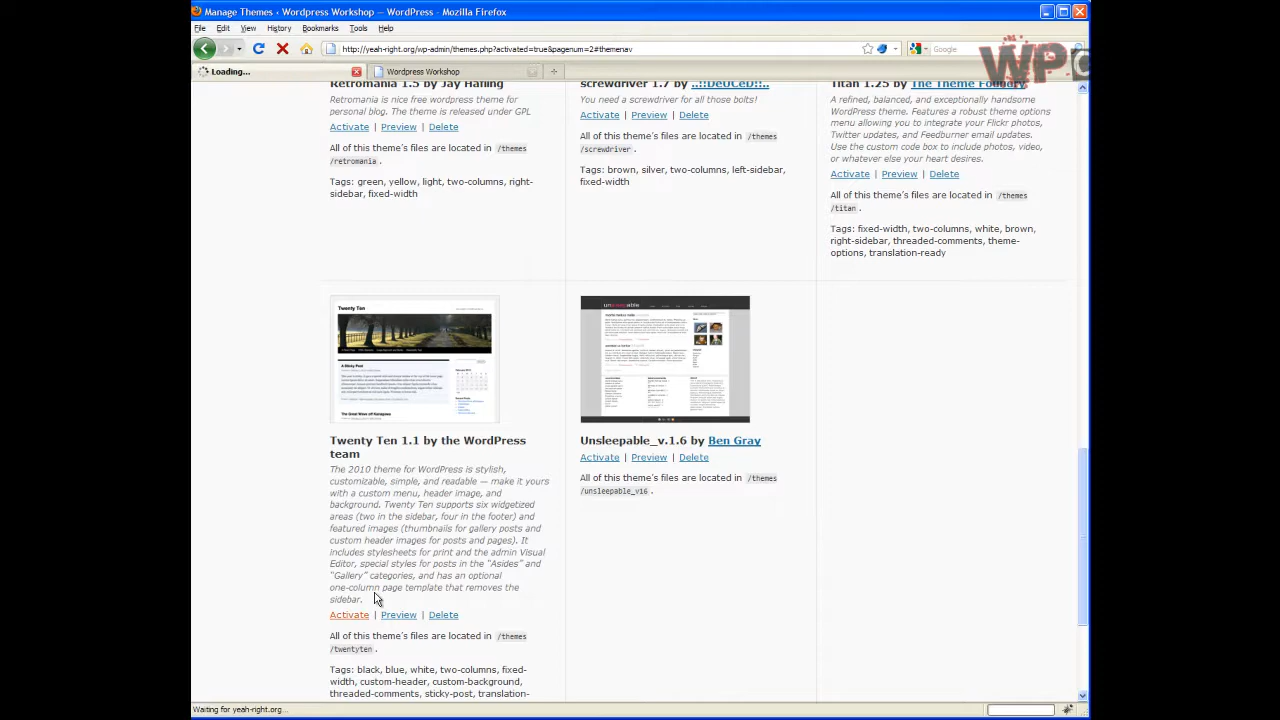 Manage Themes ‹ Wordpress Workshop — WordPress - Mozilla Firefox
File Edit View History Bookmarks Tools Help
http://yeah-right.org/wp-admin/themes.php?activated=true&pagenum=2#themenav
Google
WPC
Loading...
Wordpress Workshop
Retromania 1.5 by Jay Hafling
Retromania is nice free wordpress theme for
personal blog. The theme is released under GPL
Activate | Preview | Delete
All of this theme's files are located in /themes
/retromania .
Tags: green, yellow, light, two-columns, right-
sidebar, fixed-width
screwdriver 1.7 by ..::DeUCeD::..
You need a screwdriver for all those bolts!
Activate | Preview | Delete
All of this theme's files are located in /themes
/screwdriver .
Tags: brown, silver, two-columns, left-sidebar,
fixed-width
Titan 1.25 by The Theme Foundry
A refined, balanced, and exceptionally handsome
WordPress theme. Features a robust theme options
menu allowing you to integrate your Flickr photos,
Twitter updates, and Feedburner email updates.
Use the custom code box to include photos, video,
or whatever else your heart desires.
Activate | Preview | Delete
All of this theme's files are located in /themes
/titan .
Tags: fixed-width, two-columns, white, brown,
right-sidebar, threaded-comments, theme-
options, translation-ready
Twenty Ten
A Sticky Post
The Great Wave off Kanagawa
Twenty Ten 1.1 by the WordPress
team
The 2010 theme for WordPress is stylish,
customizable, simple, and readable — make it yours
with a custom menu, header image, and
background. Twenty Ten supports six widgetized
areas (two in the sidebar, four in the footer) and
featured images (thumbnails for gallery posts and
custom header images for posts and pages). It
includes stylesheets for print and the admin Visual
Editor, special styles for posts in the "Asides" and
"Gallery" categories, and has an optional
one-column page template that removes the
sidebar.
Activate | Preview | Delete
All of this theme's files are located in /themes
/twentyten .
Tags: black, blue, white, two-columns, fixed-
width, custom-header, custom-background,
threaded-comments, sticky-post, translation-
unsleepable
Unsleepable_v.1.6 by Ben Gray
Activate | Preview | Delete
All of this theme's files are located in /themes
/unsleepable_v16 .
Waiting for yeah-right.org...